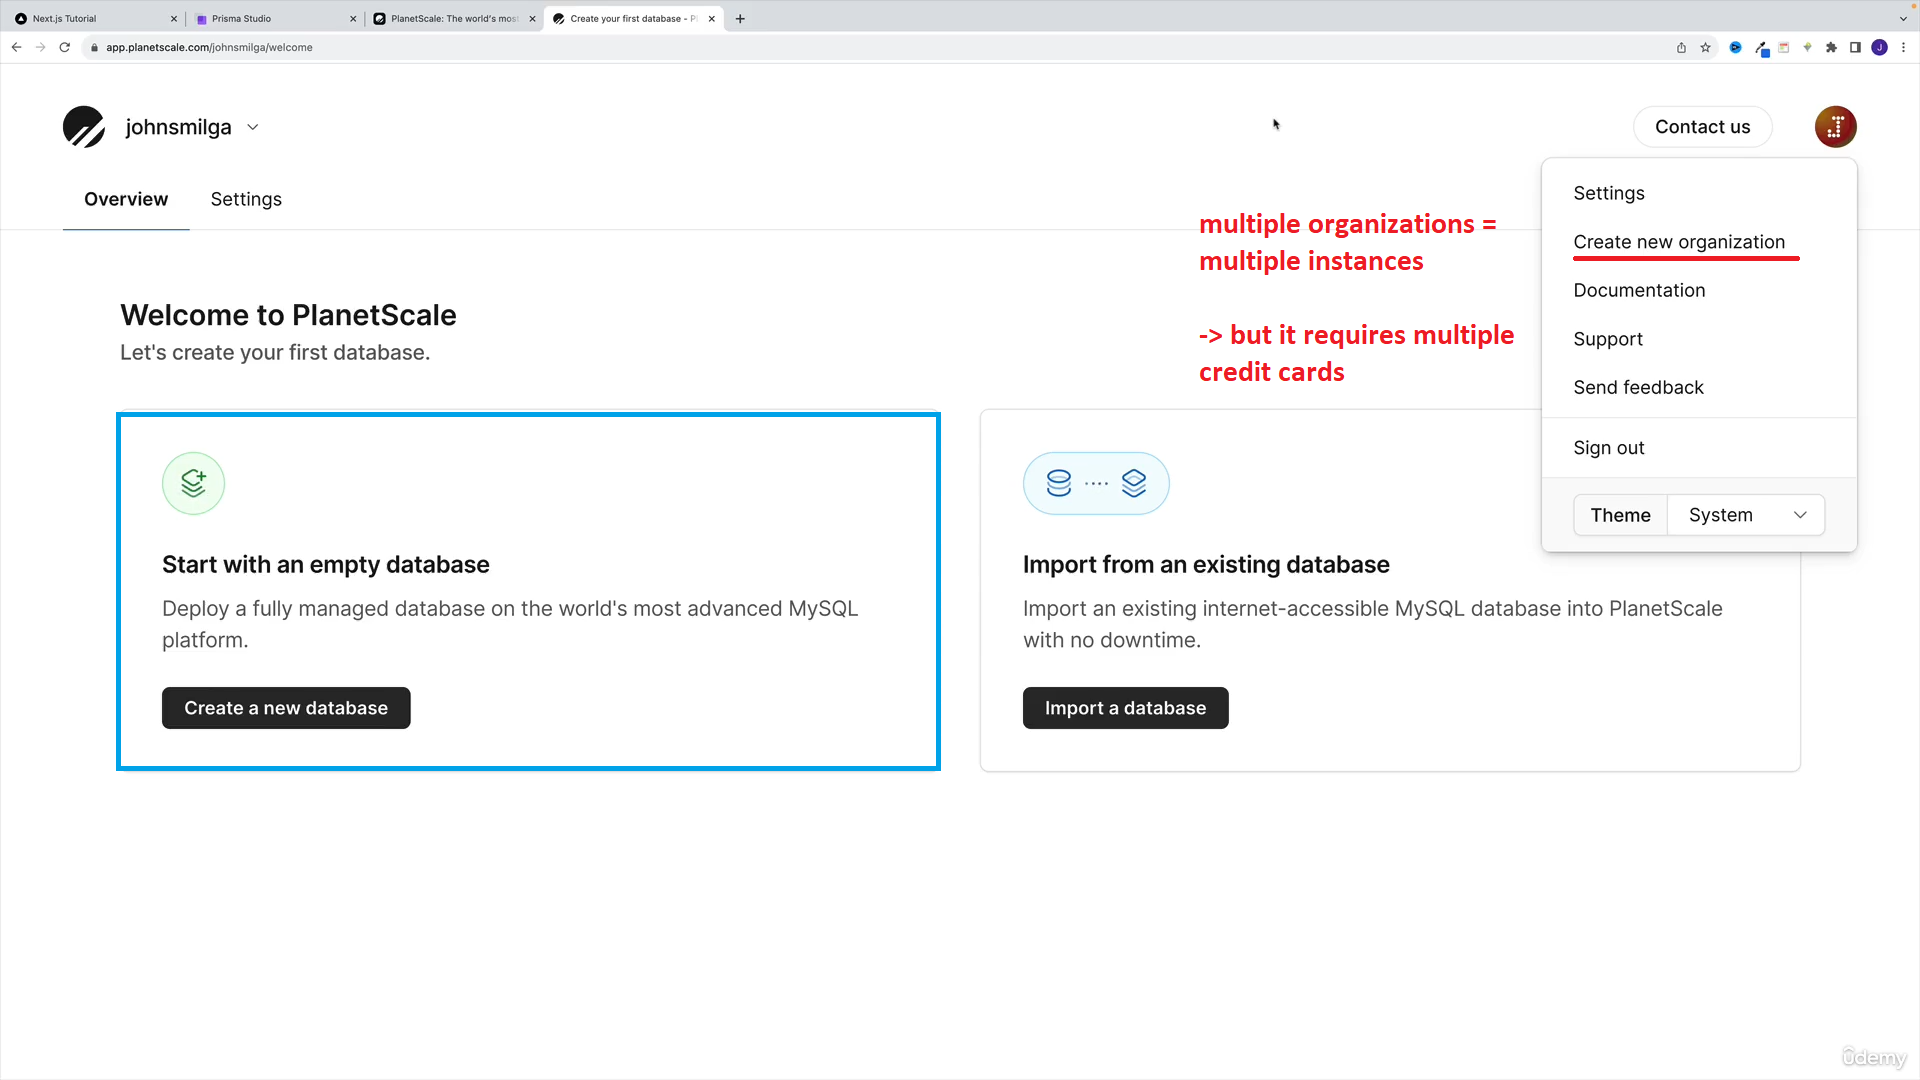 Next.js Tutorial
Prisma Studio
PlanetScale: The world's mos
Create your first database - P
app.planetscale.com/johnsmilga/welcome
J
johnsmilga
Contact us
J
Overview
Settings
Settings
Create new organization
Documentation
Support
Send feedback
Sign out
Theme
System
multiple organizations =
multiple instances
-> but it requires multiple
credit cards
Welcome to PlanetScale
Let's create your first database.
Start with an empty database
Deploy a fully managed database on the world's most advanced MySQL
platform.
Create a new database
Import from an existing database
Import an existing internet-accessible MySQL database into PlanetScale
with no downtime.
Import a database
ûdemy